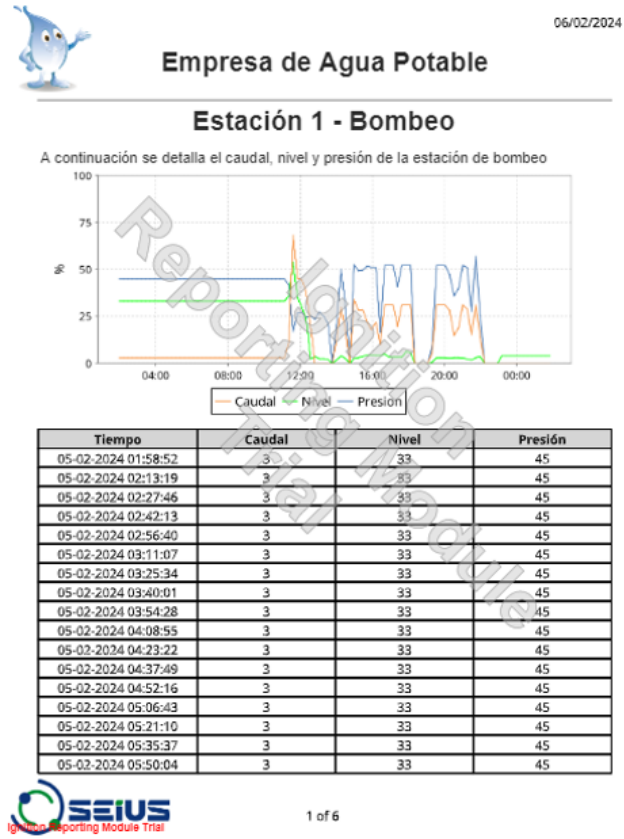 06/02/2024
Empresa de Agua Potable
Estación 1 - Bombeo
A continuación se detalla el caudal, nivel y presión de la estación de bombeo
100
75
50
25
0
%
04:00 08:00 12:00 16:00 20:00 00:00
Caudal Nivel Presion
Ignition
Reporting Module
Trial
Tiempo Caudal Nivel Presión
05-02-2024 01:58:52 3 33 45
05-02-2024 02:13:19 3 33 45
05-02-2024 02:27:46 3 33 45
05-02-2024 02:42:13 3 33 45
05-02-2024 02:56:40 3 33 45
05-02-2024 03:11:07 3 33 45
05-02-2024 03:25:34 3 33 45
05-02-2024 03:40:01 3 33 45
05-02-2024 03:54:28 3 33 45
05-02-2024 04:08:55 3 33 45
05-02-2024 04:23:22 3 33 45
05-02-2024 04:37:49 3 33 45
05-02-2024 04:52:16 3 33 45
05-02-2024 05:06:43 3 33 45
05-02-2024 05:21:10 3 33 45
05-02-2024 05:35:37 3 33 45
05-02-2024 05:50:04 3 33 45
SEIUS
Ignition Reporting Module Trial
1 of 6